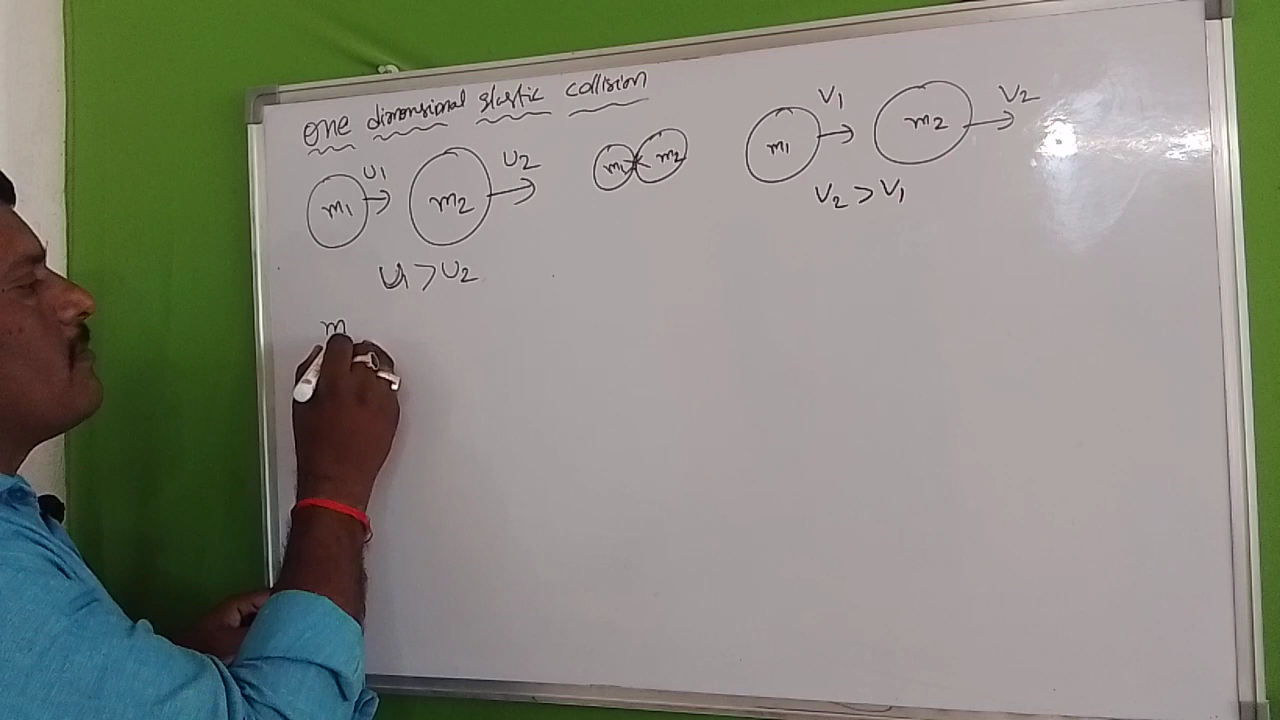 One dimensional elastic collision
m1 U1 m2 U2 m1 m2 m1 V1 m2 V2
U1 > U2
V2 > V1
m